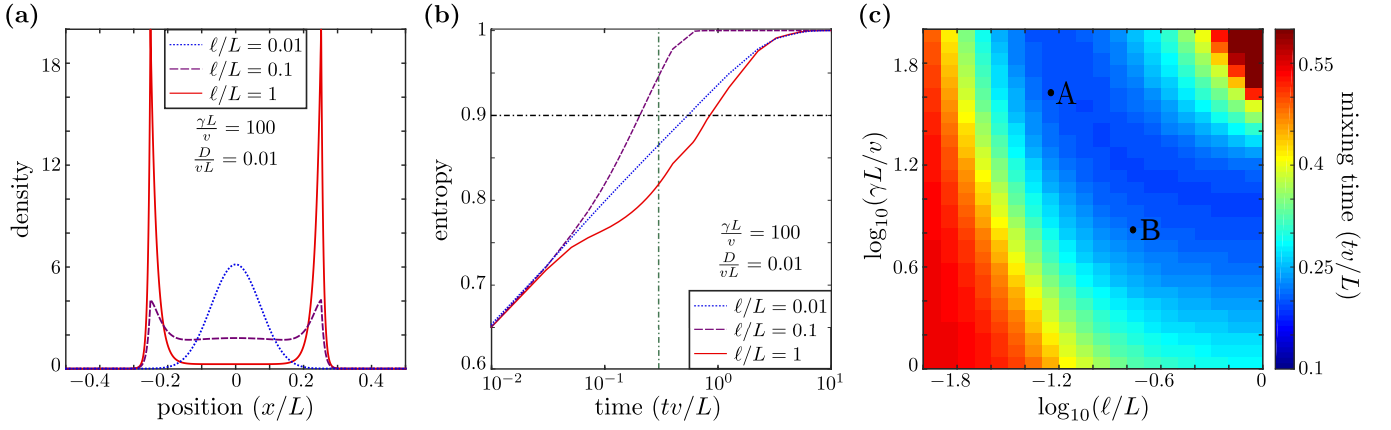 (a)
density
18
12
6
0
ℓ/L = 0.01
ℓ/L = 0.1
ℓ/L = 1
γL/v = 100
D/vL = 0.01
−0.4 −0.2 0 0.2 0.4
position (x/L)
(b)
entropy
1
0.9
0.8
0.7
0.6
γL/v = 100
D/vL = 0.01
ℓ/L = 0.01
ℓ/L = 0.1
ℓ/L = 1
10⁻² 10⁻¹ 10⁰ 10¹
time (tv/L)
(c)
log₁₀(γL/v)
1.8
1.2
0.6
0
A
B
−1.8 −1.2 −0.6 0
log₁₀(ℓ/L)
0.55
0.4
0.25
0.1
mixing time (tv/L)